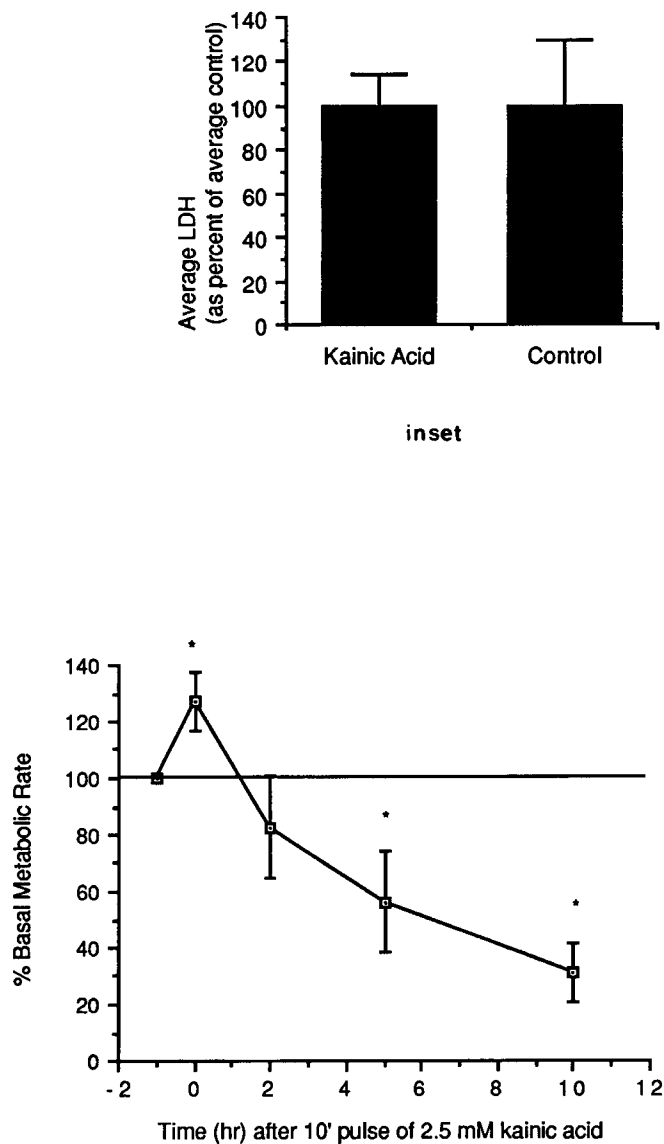 140
120
100
80
60
40
20
0
Average LDH
(as percent of average control)
Kainic Acid Control
inset
*
*
*
140
120
100
80
60
40
20
0
% Basal Metabolic Rate
-2 0 2 4 6 8 10 12
Time (hr) after 10' pulse of 2.5 mM kainic acid